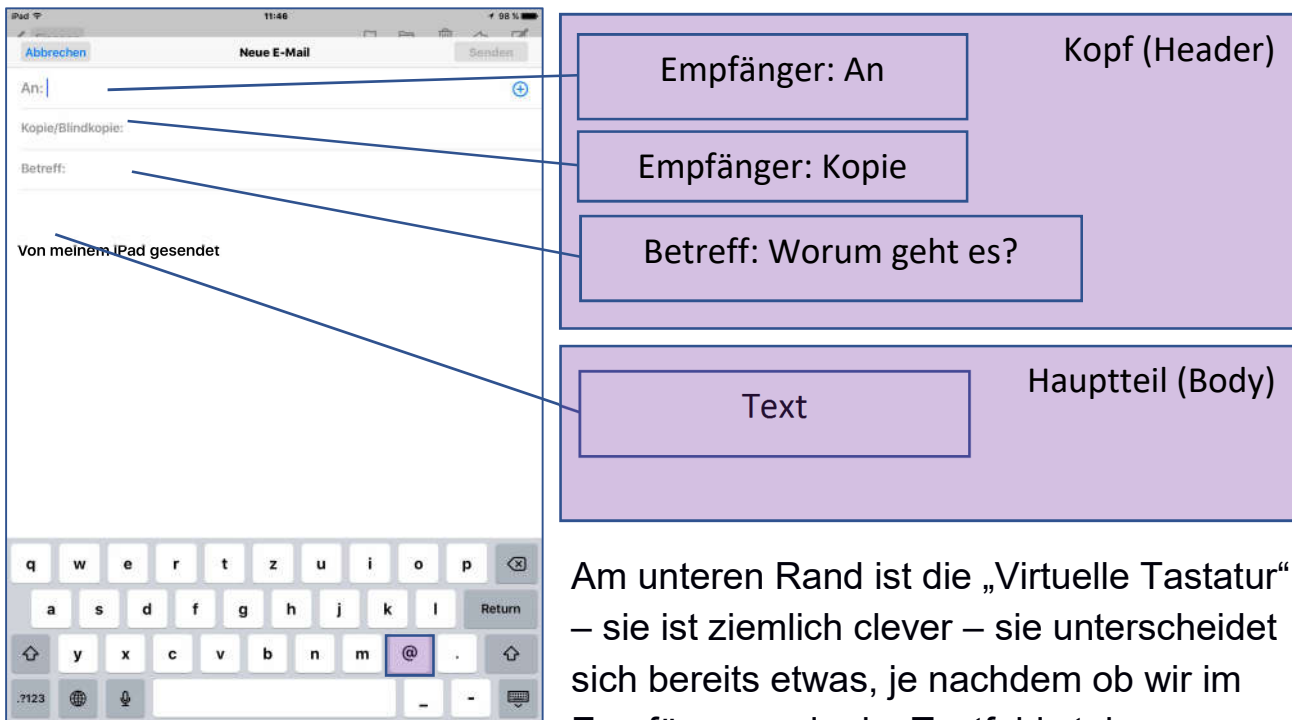 iPad 11:46 98 %
Abbrechen Neue E-Mail Senden
An:
Kopie/Blindkopie:
Betreff:
Von meinem iPad gesendet
q w e r t z u i o p
a s d f g h j k l Return
y x c v b n m @ .
.?123 _ -
Kopf (Header)
Empfänger: An
Empfänger: Kopie
Betreff: Worum geht es?
Hauptteil (Body)
Text
Am unteren Rand ist die „Virtuelle Tastatur“
– sie ist ziemlich clever – sie unterscheidet
sich bereits etwas, je nachdem ob wir im